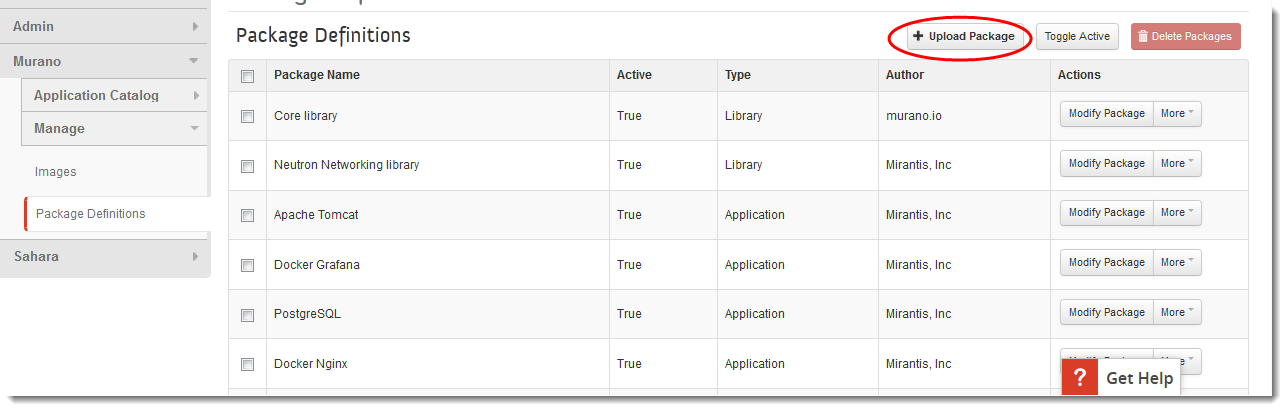 Admin
Murano
Application Catalog
Manage
Images
Package Definitions
Sahara
Package Definitions
+ Upload Package
Toggle Active
Delete Packages
Package Name Active Type Author Actions
Core library True Library murano.io Modify Package More
Neutron Networking library True Library Mirantis, Inc Modify Package More
Apache Tomcat True Application Mirantis, Inc Modify Package More
Docker Grafana True Application Mirantis, Inc Modify Package More
PostgreSQL True Application Mirantis, Inc Modify Package More
Docker Nginx True Application Mirantis, Inc
? Get Help